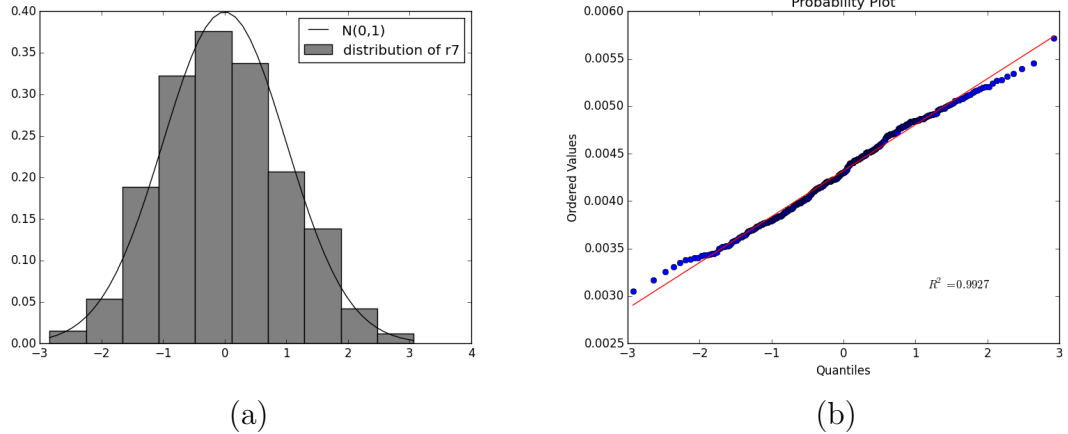 N(0,1)
distribution of r7
0.40
0.35
0.30
0.25
0.20
0.15
0.10
0.05
0.00
−3 −2 −1 0 1 2 3 4
(a)
Probability Plot
Ordered Values
0.0060
0.0055
0.0050
0.0045
0.0040
0.0035
0.0030
0.0025
R² =0.9927
−3 −2 −1 0 1 2 3
Quantiles
(b)